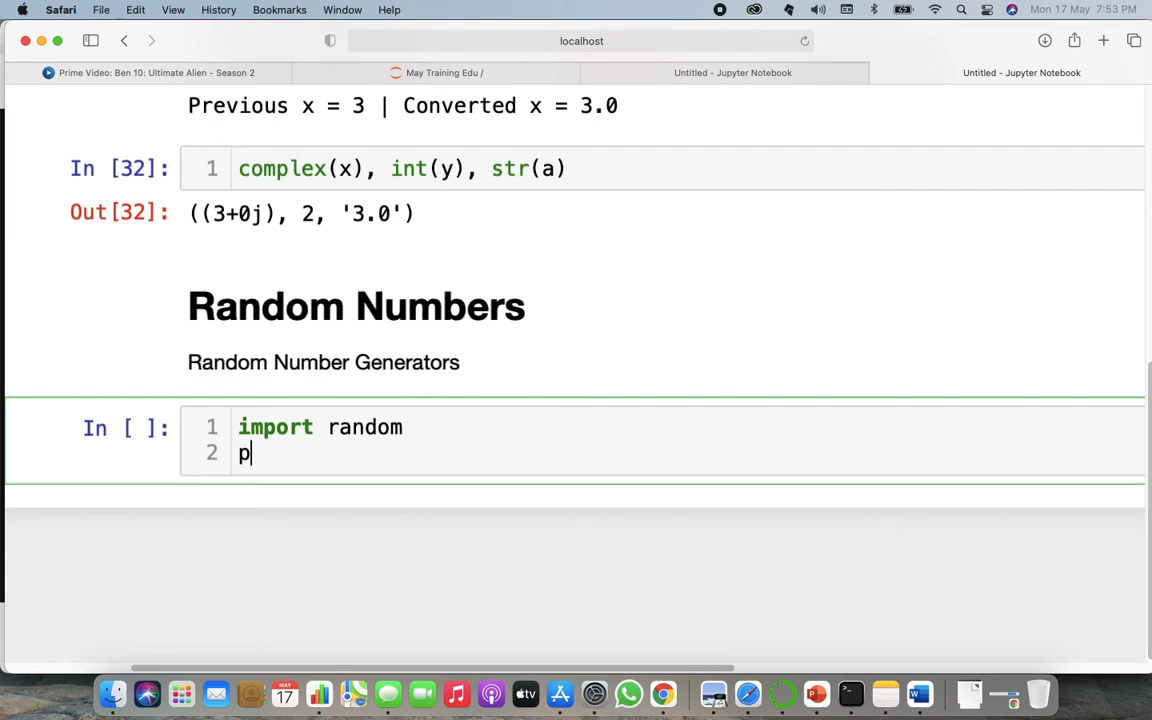 Safari File Edit View History Bookmarks Window Help Mon 17 May 7:53 PM
localhost
Prime Video: Ben 10: Ultimate Alien - Season 2
May Training Edu /
Untitled - Jupyter Notebook
Untitled - Jupyter Notebook
Previous x = 3 | Converted x = 3.0
In [32]: 1 complex(x), int(y), str(a)
Out[32]: ((3+0j), 2, '3.0')
Random Numbers
Random Number Generators
In [ ]: 1 import random
2 p
MAY
17
tv